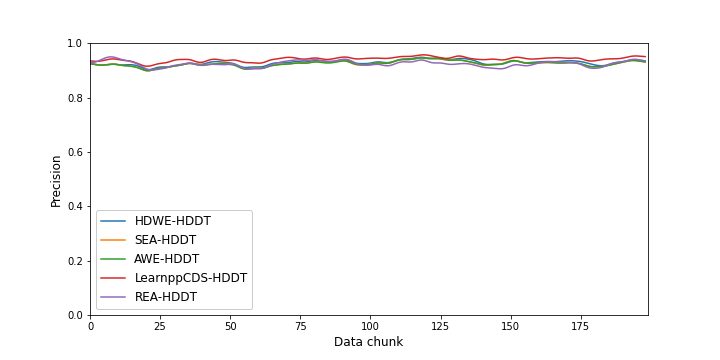 1.0
0.8
0.6
0.4
0.2
0.0
Precision
HDWE-HDDT
SEA-HDDT
AWE-HDDT
LearnppCDS-HDDT
REA-HDDT
0 25 50 75 100 125 150 175
Data chunk